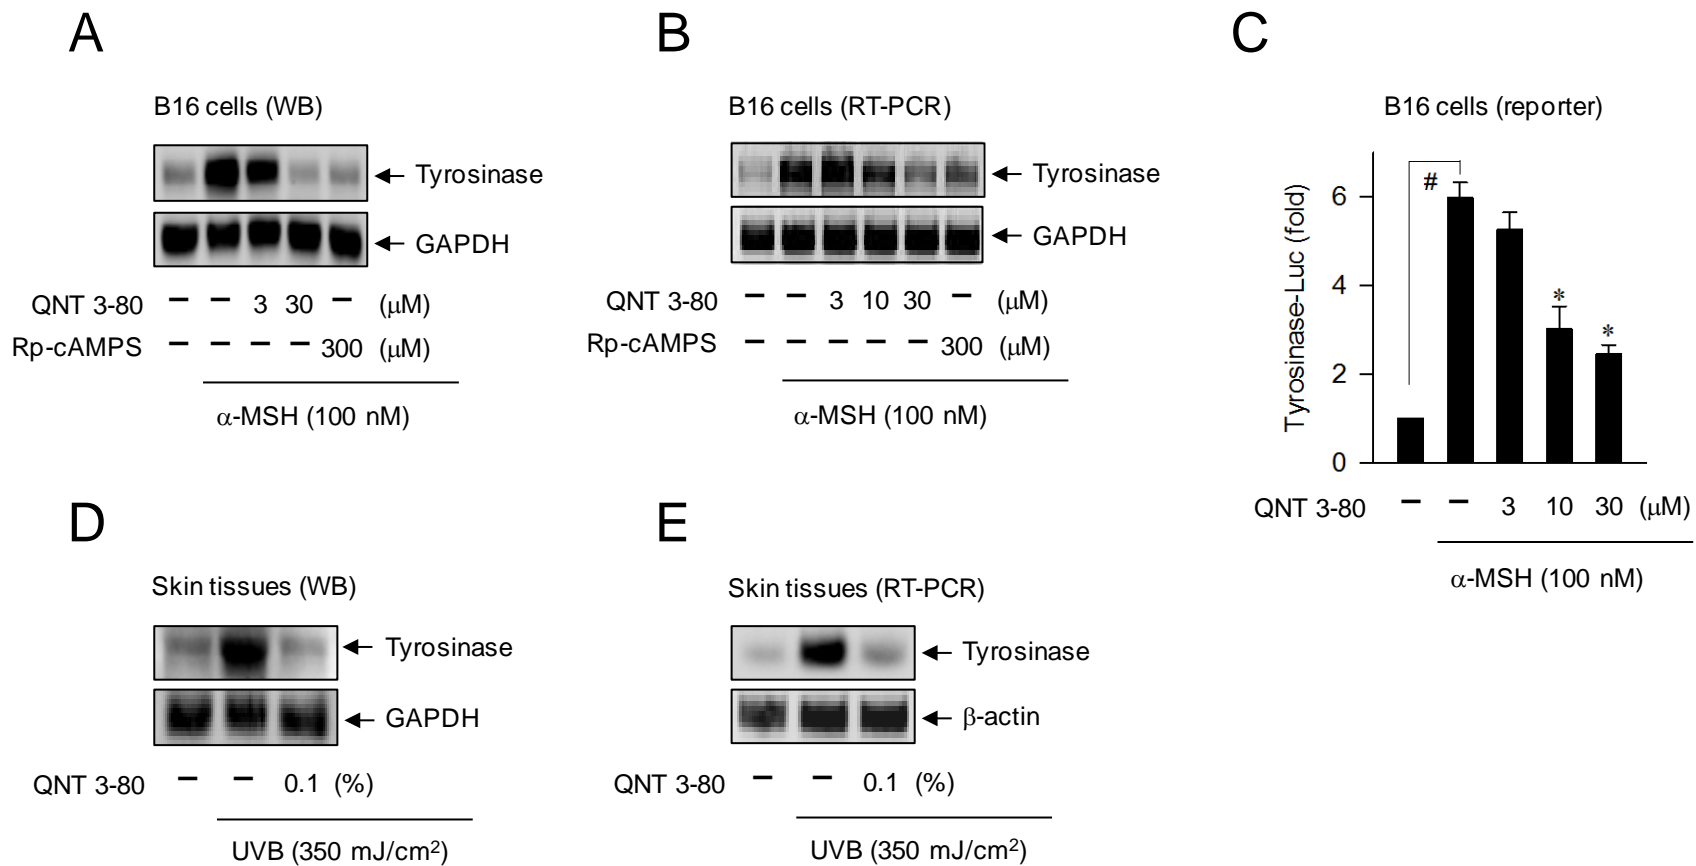 A
B16 cells (WB)
← Tyrosinase
← GAPDH
QNT 3-80 – – 3 30 – (μM)
Rp-cAMPS – – – – 300 (μM)
α-MSH (100 nM)
B
B16 cells (RT-PCR)
← Tyrosinase
← GAPDH
QNT 3-80 – – 3 10 30 – (μM)
Rp-cAMPS – – – – – 300 (μM)
α-MSH (100 nM)
C
B16 cells (reporter)
Tyrosinase-Luc (fold)
6
4
2
0
#
*
*
QNT 3-80 – – 3 10 30 (μM)
α-MSH (100 nM)
D
Skin tissues (WB)
← Tyrosinase
← GAPDH
QNT 3-80 – – 0.1 (%)
UVB (350 mJ/cm²)
E
Skin tissues (RT-PCR)
← Tyrosinase
← β-actin
QNT 3-80 – – 0.1 (%)
UVB (350 mJ/cm²)